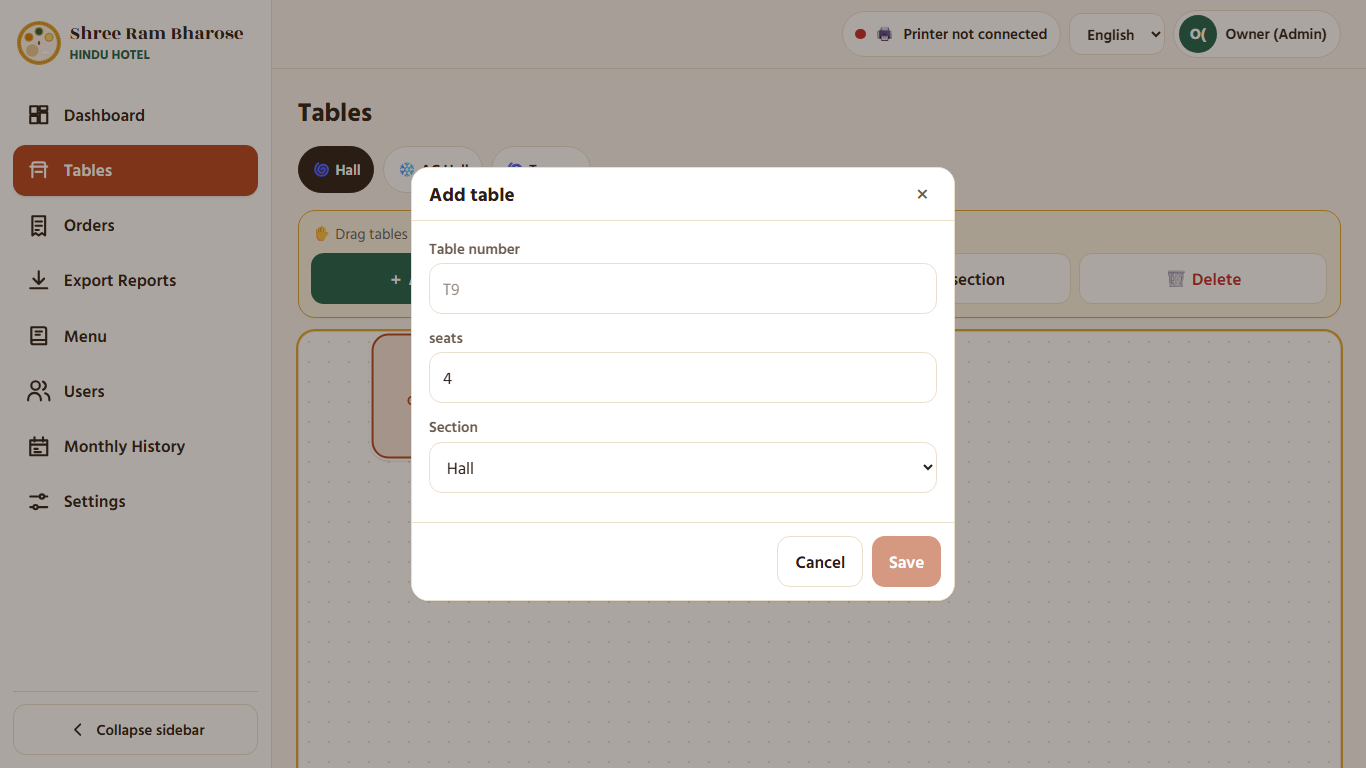 Shree Ram Bharose
HINDU HOTEL
Printer not connected
English
O(
Owner (Admin)
Dashboard
Tables
Orders
Export Reports
Menu
Users
Monthly History
Settings
Collapse sidebar
Tables
Hall
Drag tables
+
section
Delete
Add table
×
Table number
T9
seats
4
Section
Hall
Cancel
Save